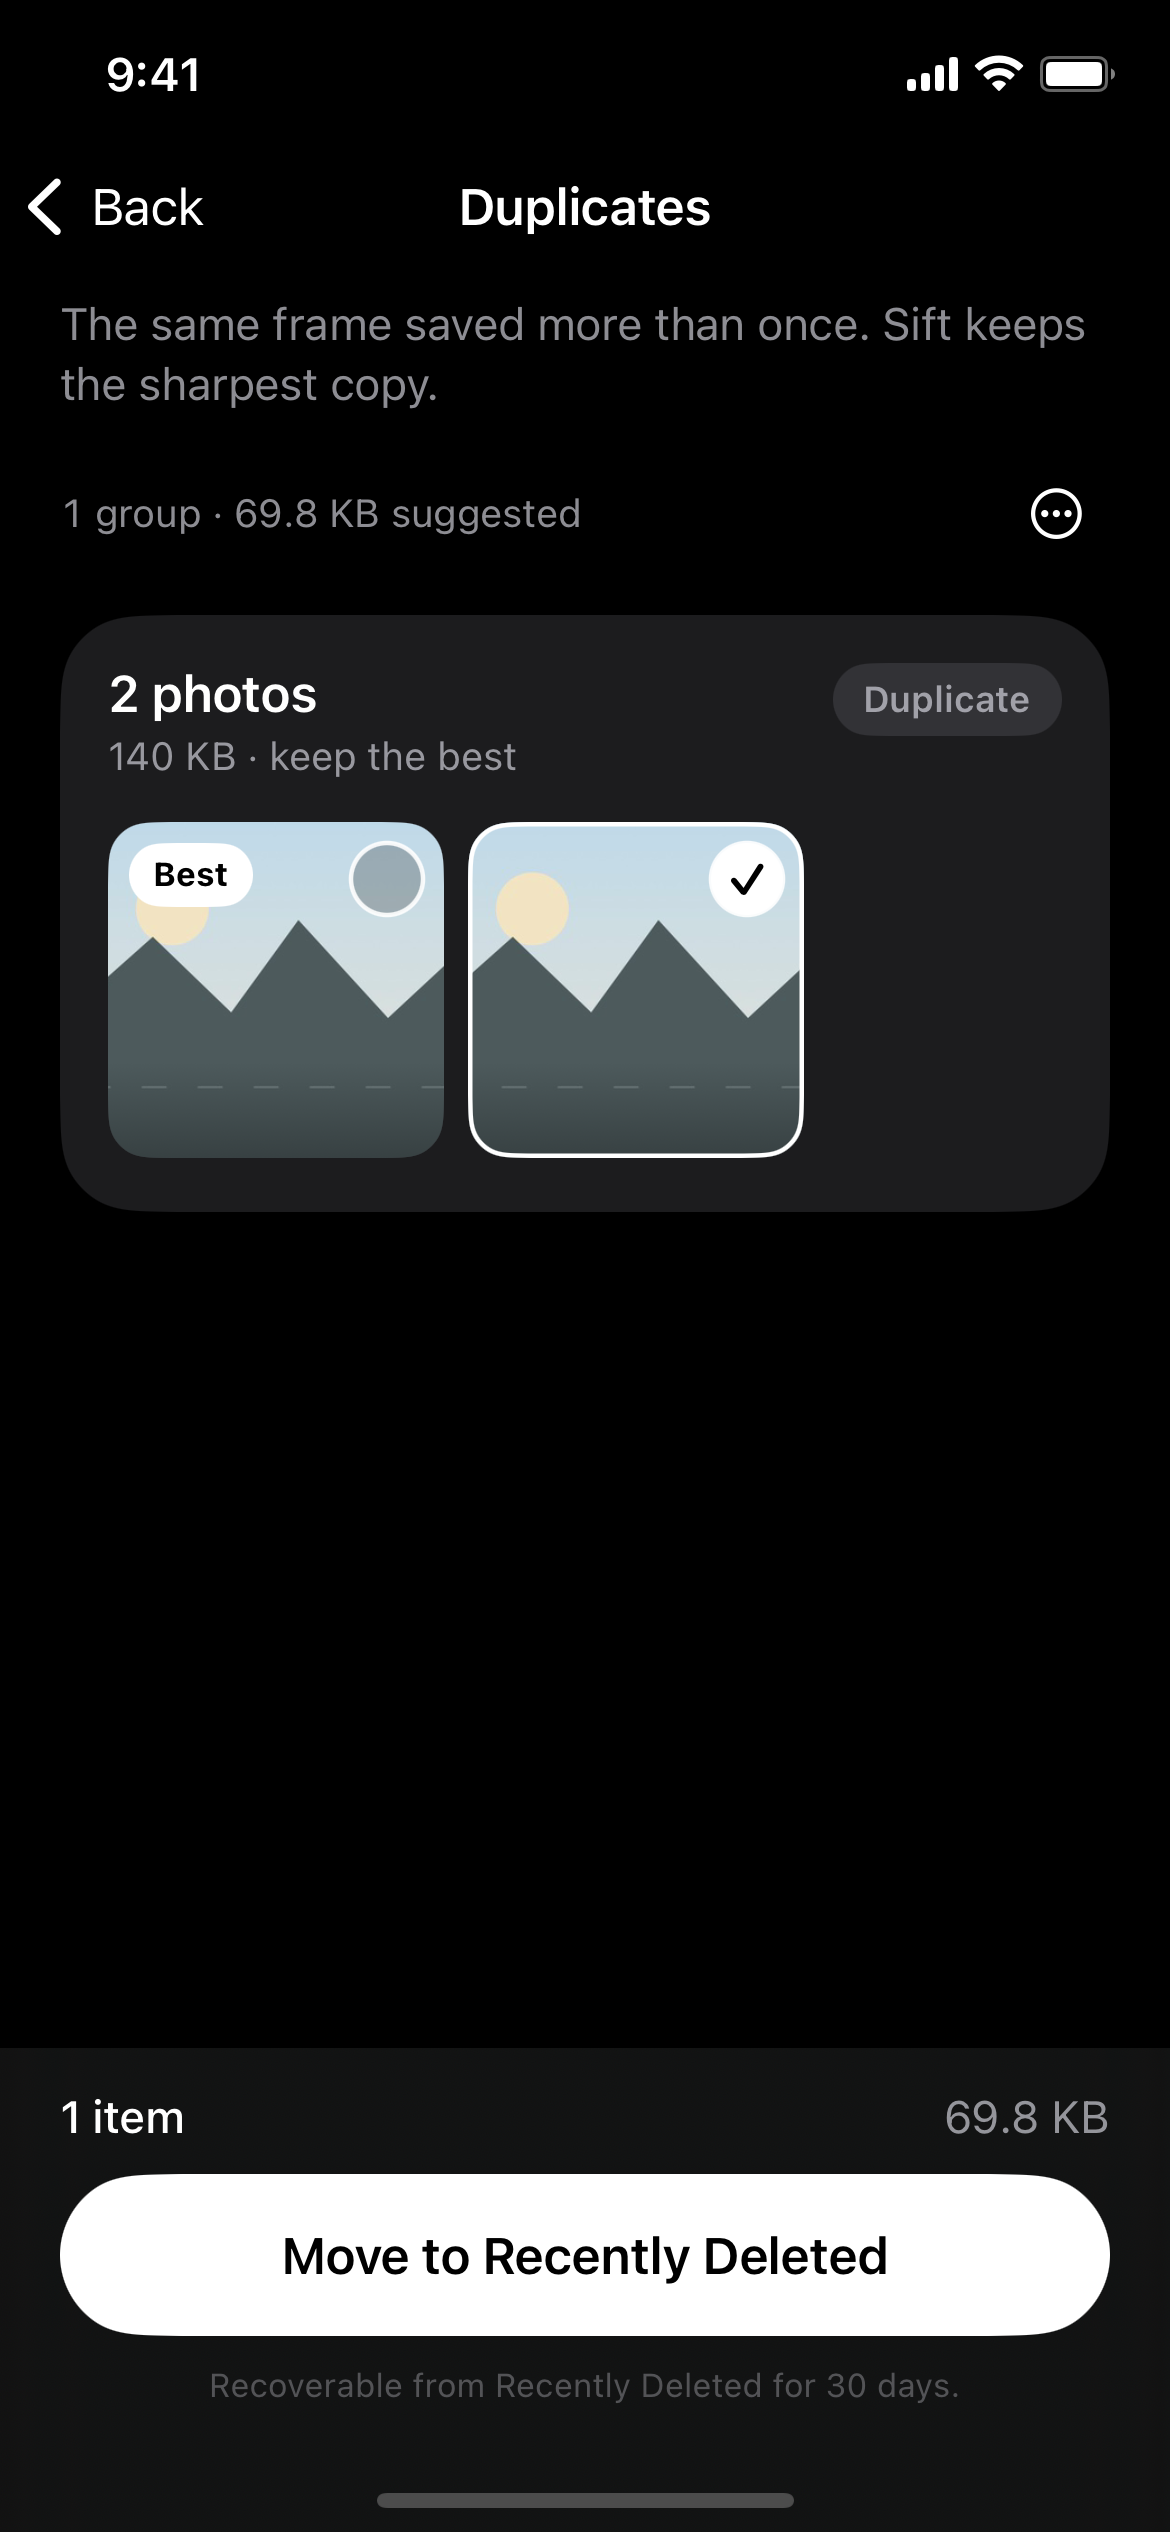 9:41
Back
Duplicates
The same frame saved more than once. Sift keeps
the sharpest copy.
1 group · 69.8 KB suggested
2 photos
Duplicate
140 KB · keep the best
Best
1 item
69.8 KB
Move to Recently Deleted
Recoverable from Recently Deleted for 30 days.